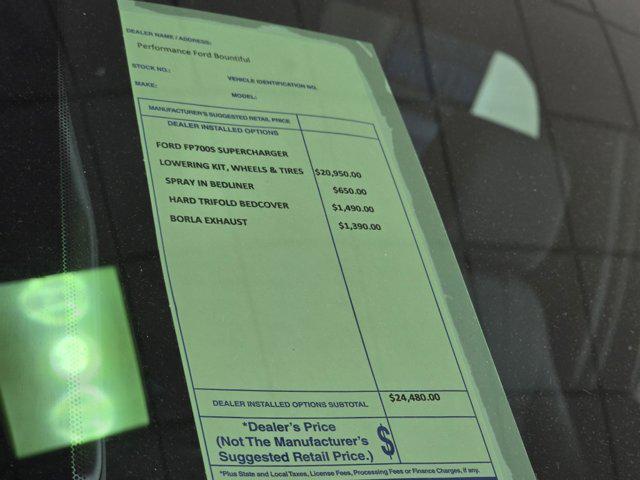 DEALER NAME / ADDRESS:
Performance Ford Bountiful
STOCK NO.:
VEHICLE IDENTIFICATION NO.
MAKE:
MODEL:
MANUFACTURER'S SUGGESTED RETAIL PRICE
DEALER INSTALLED OPTIONS
FORD FP700S SUPERCHARGER
LOWERING KIT, WHEELS & TIRES $20,950.00
SPRAY IN BEDLINER $650.00
HARD TRIFOLD BEDCOVER $1,490.00
BORLA EXHAUST $1,390.00
DEALER INSTALLED OPTIONS SUBTOTAL $24,480.00
*Dealer's Price
(Not The Manufacturer's $
Suggested Retail Price.)
*Plus State and Local Taxes, License Fees, Processing Fees or Finance Charges, if any.